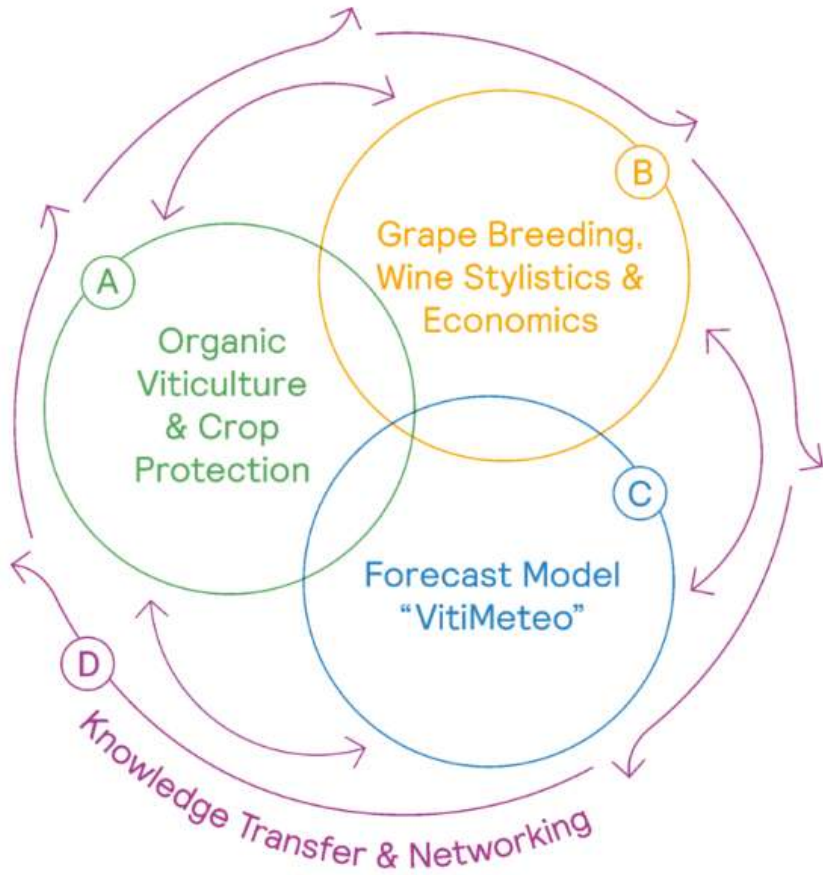 A
Organic
Viticulture
& Crop
Protection
B
Grape Breeding,
Wine Stylistics &
Economics
C
Forecast Model
“VitiMeteo”
D
Knowledge Transfer & Networking